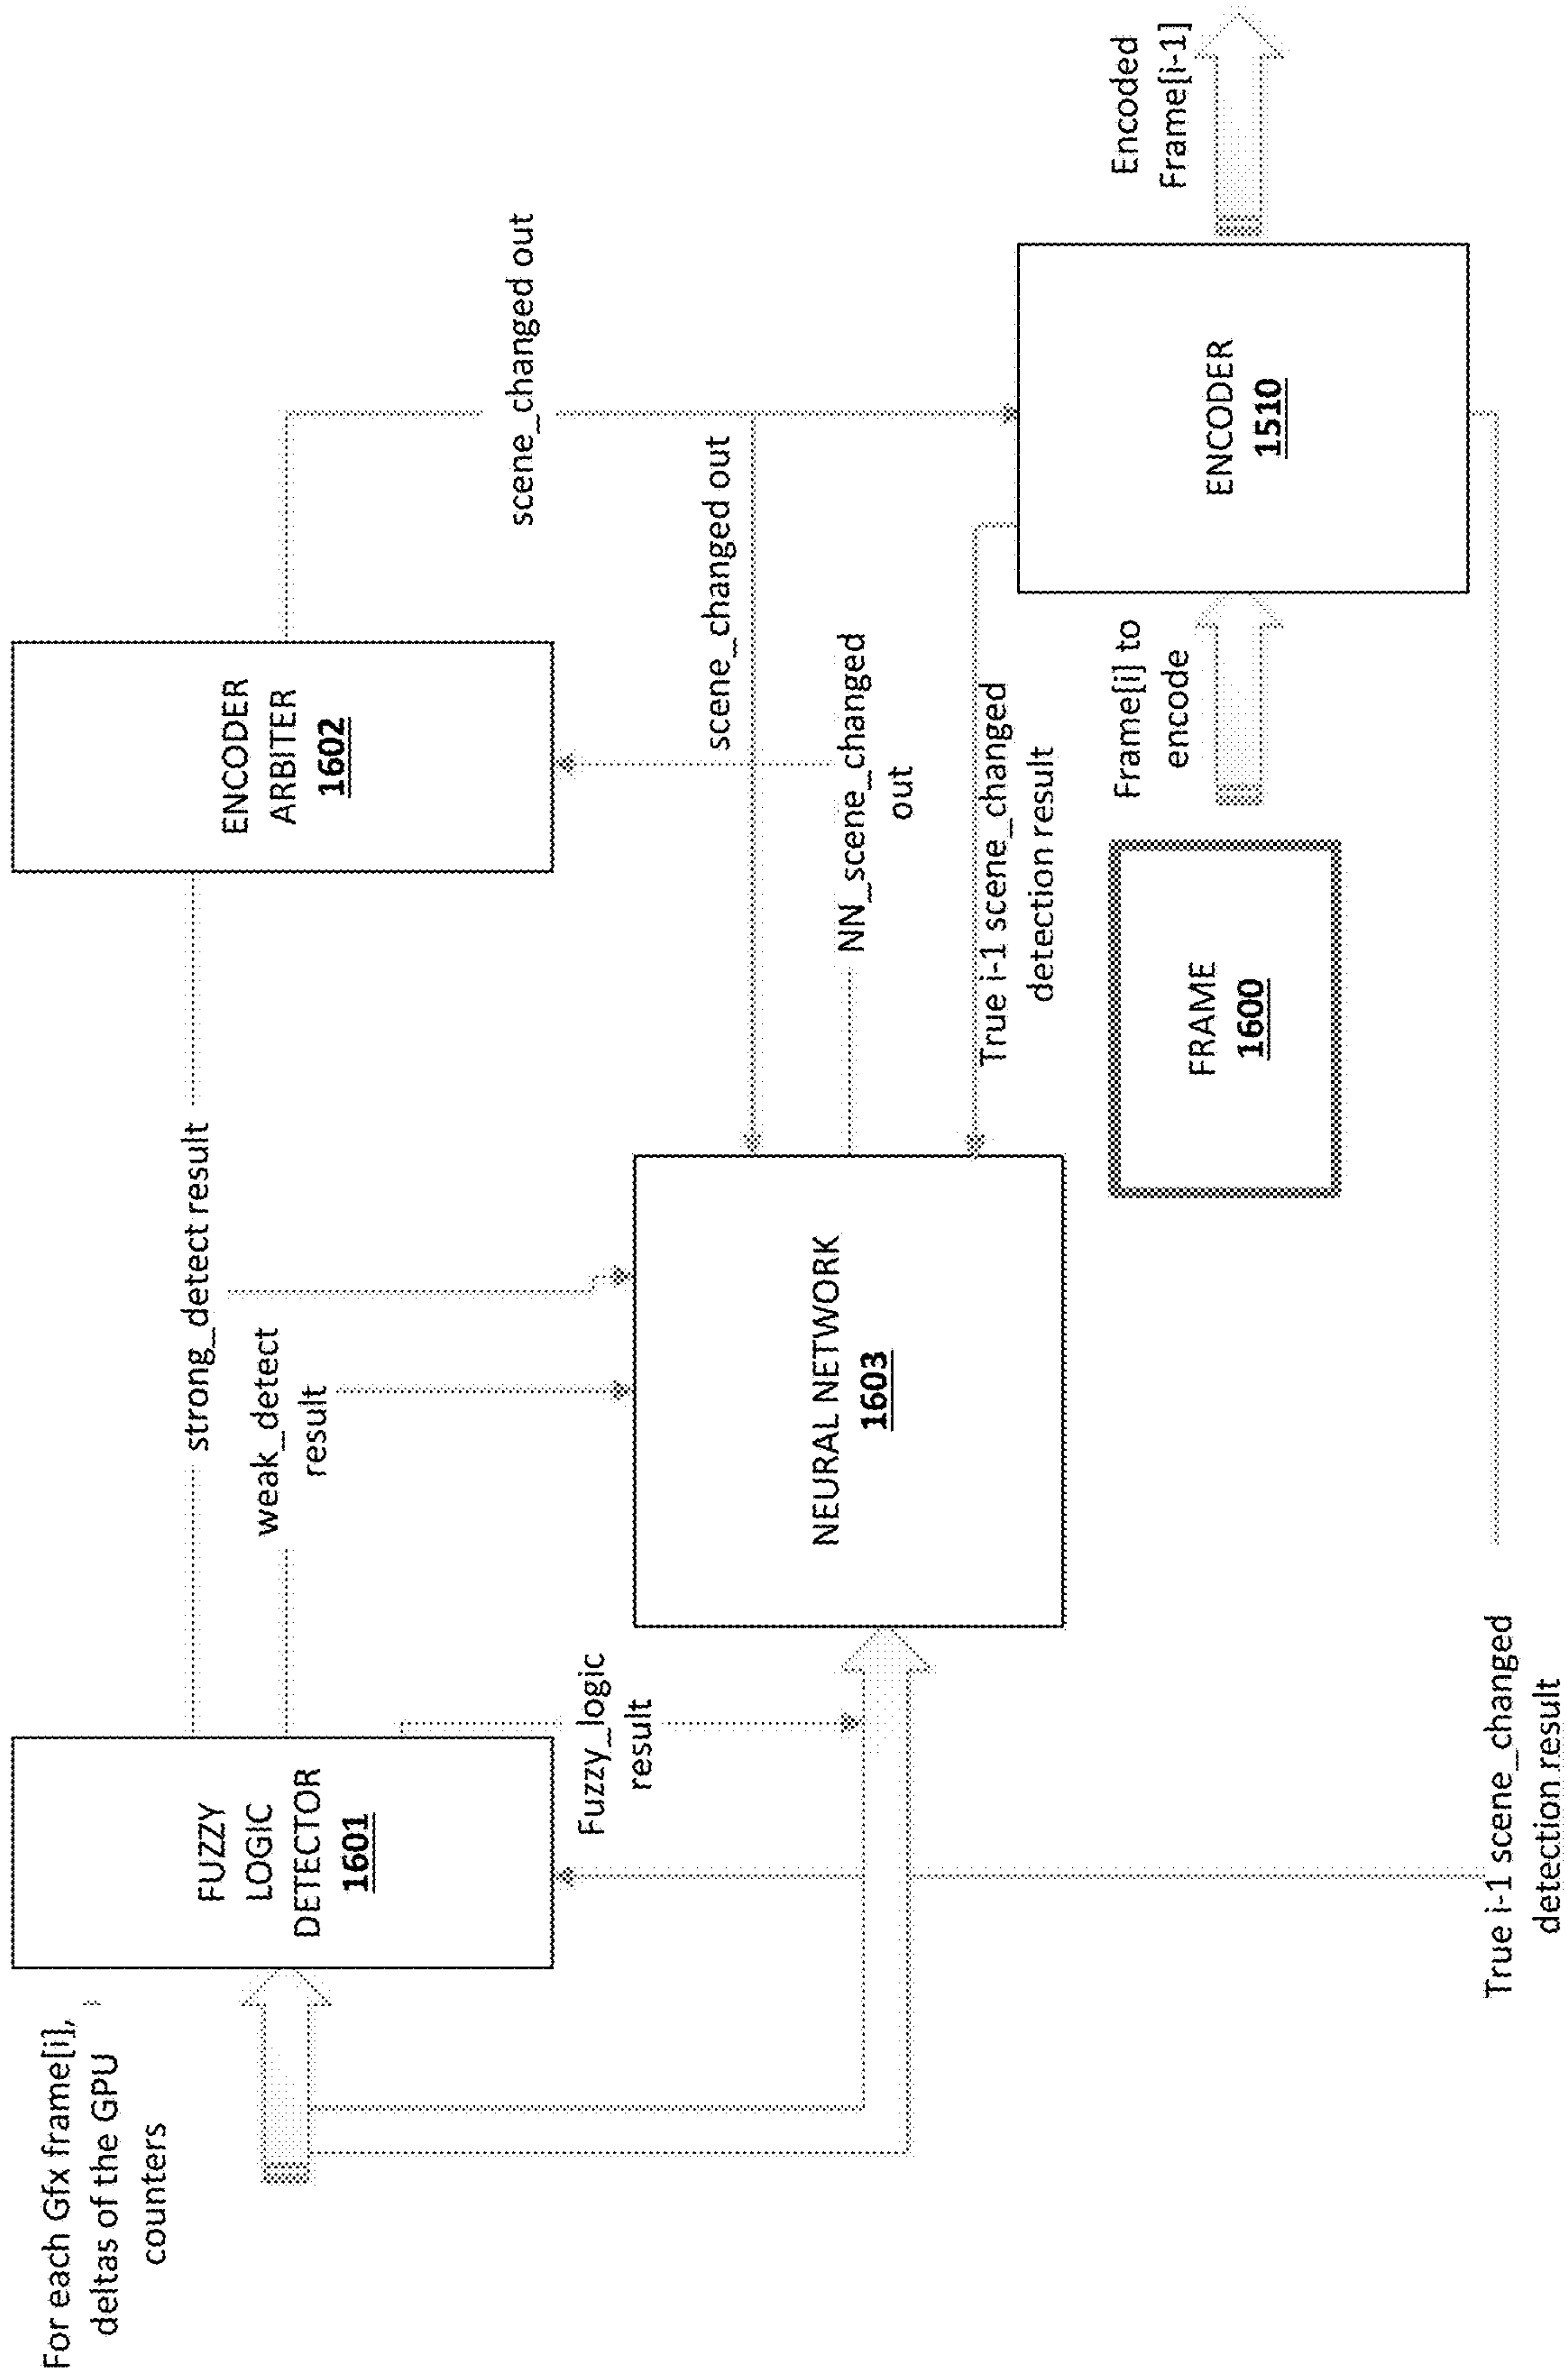 For each Gfx frame[i],
deltas of the GPU
counters
FUZZY
LOGIC
DETECTOR
1601
strong_detect result
weak_detect
result
Fuzzy_logic
result
ENCODER
ARBITER
1602
scene_changed out
scene_changed out
NEURAL NETWORK
1603
NN_scene_changed
out
True i-1 scene_changed
detection result
FRAME
1600
Frame[i] to
encode
ENCODER
1510
Encoded
Frame[i-1]
True i-1 scene_changed
detection result